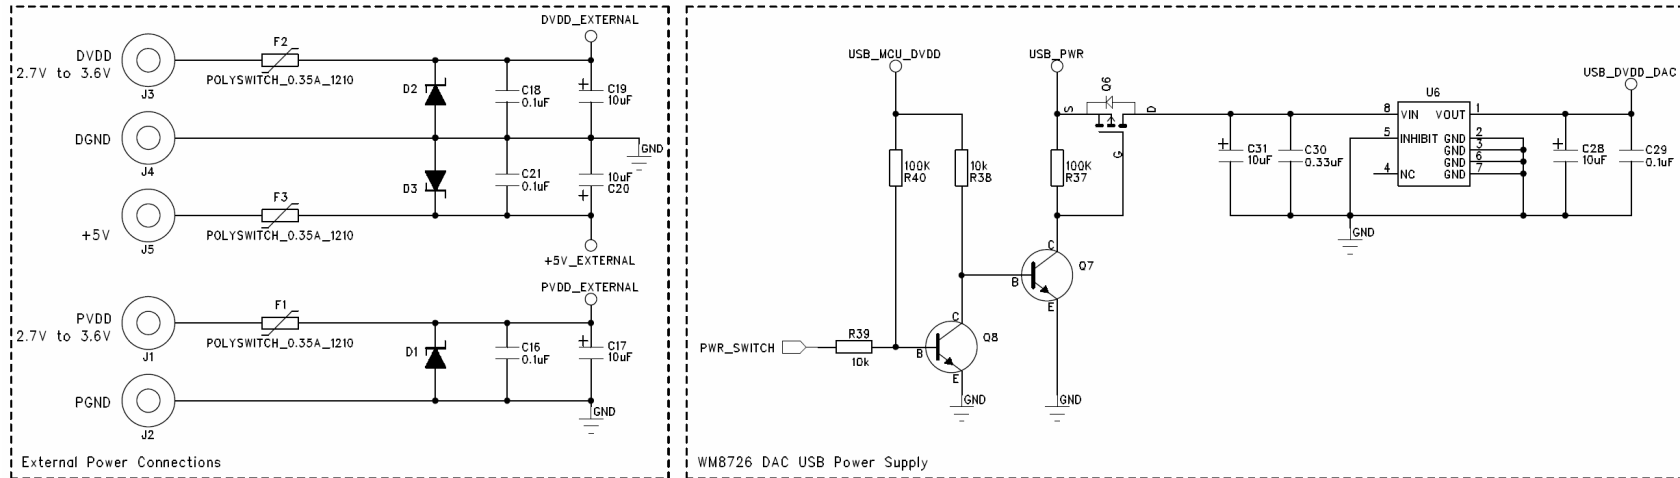 DVDD_EXTERNAL
DVDD
2.7V to 3.6V
J3
F2
POLYSWITCH_0.35A_1210
D2
C18
0.1uF
+
C19
10uF
DGND
J4
GND
D3
C21
0.1uF
10uF
C20
+
+5V
J5
F3
POLYSWITCH_0.35A_1210
+5V_EXTERNAL
PVDD_EXTERNAL
PVDD
2.7V to 3.6V
J1
F1
POLYSWITCH_0.35A_1210
D1
C16
0.1uF
+
C17
10uF
PGND
J2
GND
External Power Connections
USB_MCU_DVDD
USB_PWR
Q6
S
D
G
100K
R40
10k
R38
100K
R37
C
B
E
Q7
PWR_SWITCH
R39
10k
C
B
E
Q8
GND
GND
+
C31
10uF
C30
0.33uF
U6
8 VIN VOUT 1
5 INHIBIT GND 2
GND 3
GND 6
4 NC GND 7
GND
USB_DVDD_DAC
+
C28
10uF
C29
0.1uF
WM8726 DAC USB Power Supply